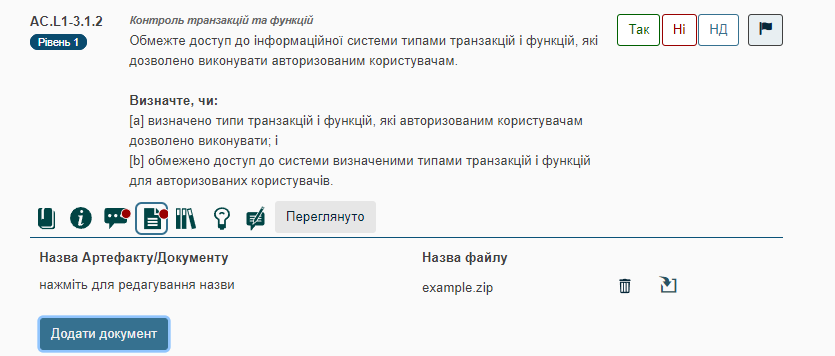 AC.L1-3.1.2
Рівень 1
Контроль транзакцій та функцій
Обмежте доступ до інформаційної системи типами транзакцій і функцій, які
дозволено виконувати авторизованим користувачам.
Визначте, чи:
[a] визначено типи транзакцій і функцій, які авторизованим користувачам
дозволено виконувати; і
[b] обмежено доступ до системи визначеними типами транзакцій і функцій
для авторизованих користувачів.
Так Ні НД
Переглянуто
Назва Артефакту/Документу Назва файлу
нажміть для редагування назви example.zip
Додати документ